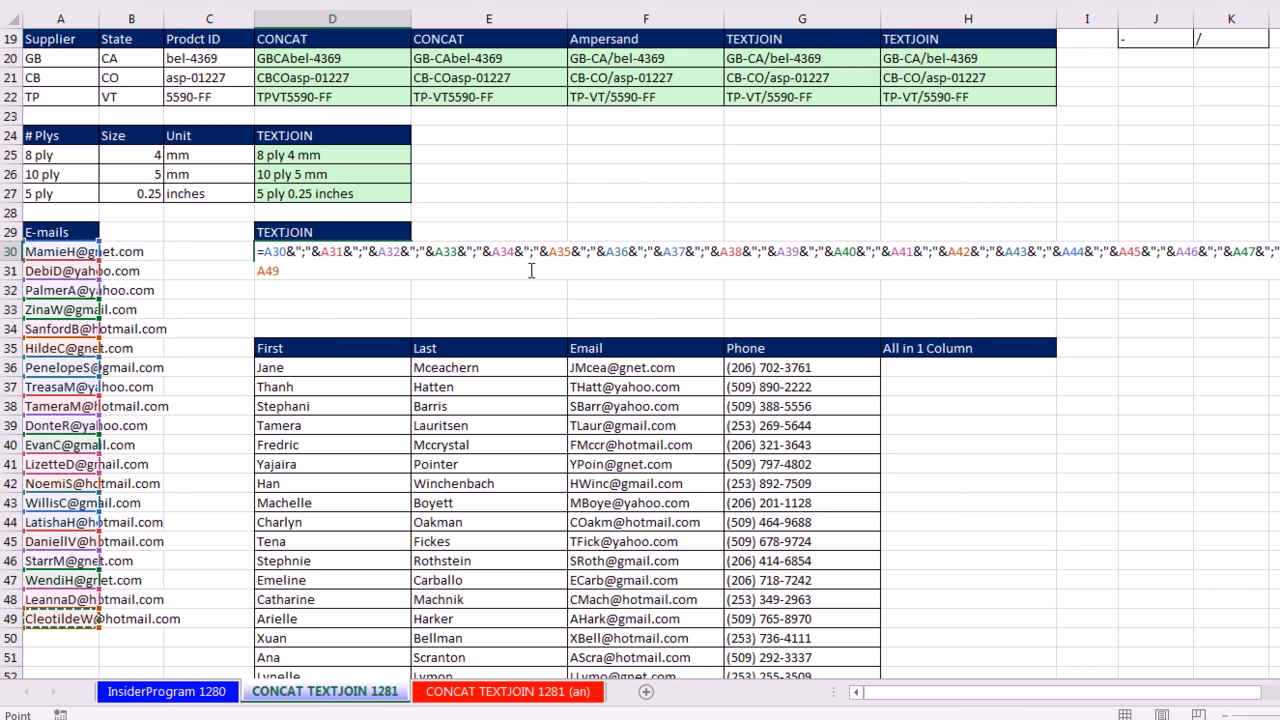 A B C D E F G H I J K
19 Supplier State Prodct ID CONCAT CONCAT Ampersand TEXTJOIN TEXTJOIN - /
20 GB CA bel-4369 GBCAbel-4369 GB-CAbel-4369 GB-CA/bel-4369 GB-CA/bel-4369 GB-CA/bel-4369
21 CB CO asp-01227 CBCOasp-01227 CB-COasp-01227 CB-CO/asp-01227 CB-CO/asp-01227 CB-CO/asp-01227
22 TP VT 5590-FF TPVT5590-FF TP-VT5590-FF TP-VT/5590-FF TP-VT/5590-FF TP-VT/5590-FF
23
24 # Plys Size Unit TEXTJOIN
25 8 ply 4 mm 8 ply 4 mm
26 10 ply 5 mm 10 ply 5 mm
27 5 ply 0.25 inches 5 ply 0.25 inches
28
29 E-mails TEXTJOIN
30 MamieH@gnet.com =A30&";"&A31&";"&A32&";"&A33&";"&A34&";"&A35&";"&A36&";"&A37&";"&A38&";"&A39&";"&A40&";"&A41&";"&A42&";"&A43&";"&A44&";"&A45&";"&A46&";"&A47&"
31 DebiD@yahoo.com A49
32 PalmerA@yahoo.com
33 ZinaW@gmail.com
34 SanfordB@hotmail.com
35 HildeC@gnet.com First Last Email Phone All in 1 Column
36 PenelopeS@gmail.com Jane Mceachern JMcea@gnet.com (206) 702-3761
37 TreasaM@yahoo.com Thanh Hatten THatt@yahoo.com (509) 890-2222
38 TameraM@hotmail.com Stephani Barris SBarr@yahoo.com (509) 388-5556
39 DonteR@yahoo.com Tamera Lauritsen TLaur@gmail.com (253) 269-5644
40 EvanC@gmail.com Fredric Mccrystal FMccr@hotmail.com (206) 321-3643
41 LizetteD@gmail.com Yajaira Pointer YPoin@gnet.com (509) 797-4802
42 NoemiS@hotmail.com Han Winchenbach HWinc@gmail.com (253) 892-7509
43 WillisC@gmail.com Machelle Boyett MBoye@yahoo.com (206) 201-1128
44 LatishaH@hotmail.com Charlyn Oakman COakm@hotmail.com (509) 464-9688
45 DaniellV@hotmail.com Tena Fickes TFick@yahoo.com (509) 678-9724
46 StarrM@gnet.com Stephnie Rothstein SRoth@gmail.com (206) 414-6854
47 WendiH@gnet.com Emeline Carballo ECarb@gmail.com (206) 718-7242
48 LeannaD@hotmail.com Catharine Machnik CMach@hotmail.com (253) 349-2963
49 CleotildeW@hotmail.com Arielle Harker AHark@gmail.com (509) 765-8970
50 Xuan Bellman XBell@hotmail.com (253) 736-4111
51 Ana Scranton AScra@hotmail.com (509) 292-3337
52 Lynelle Lymon LLymo@gnet.com (253) 255-3509
InsiderProgram 1280 CONCAT TEXTJOIN 1281 CONCAT TEXTJOIN 1281 (an)
Point